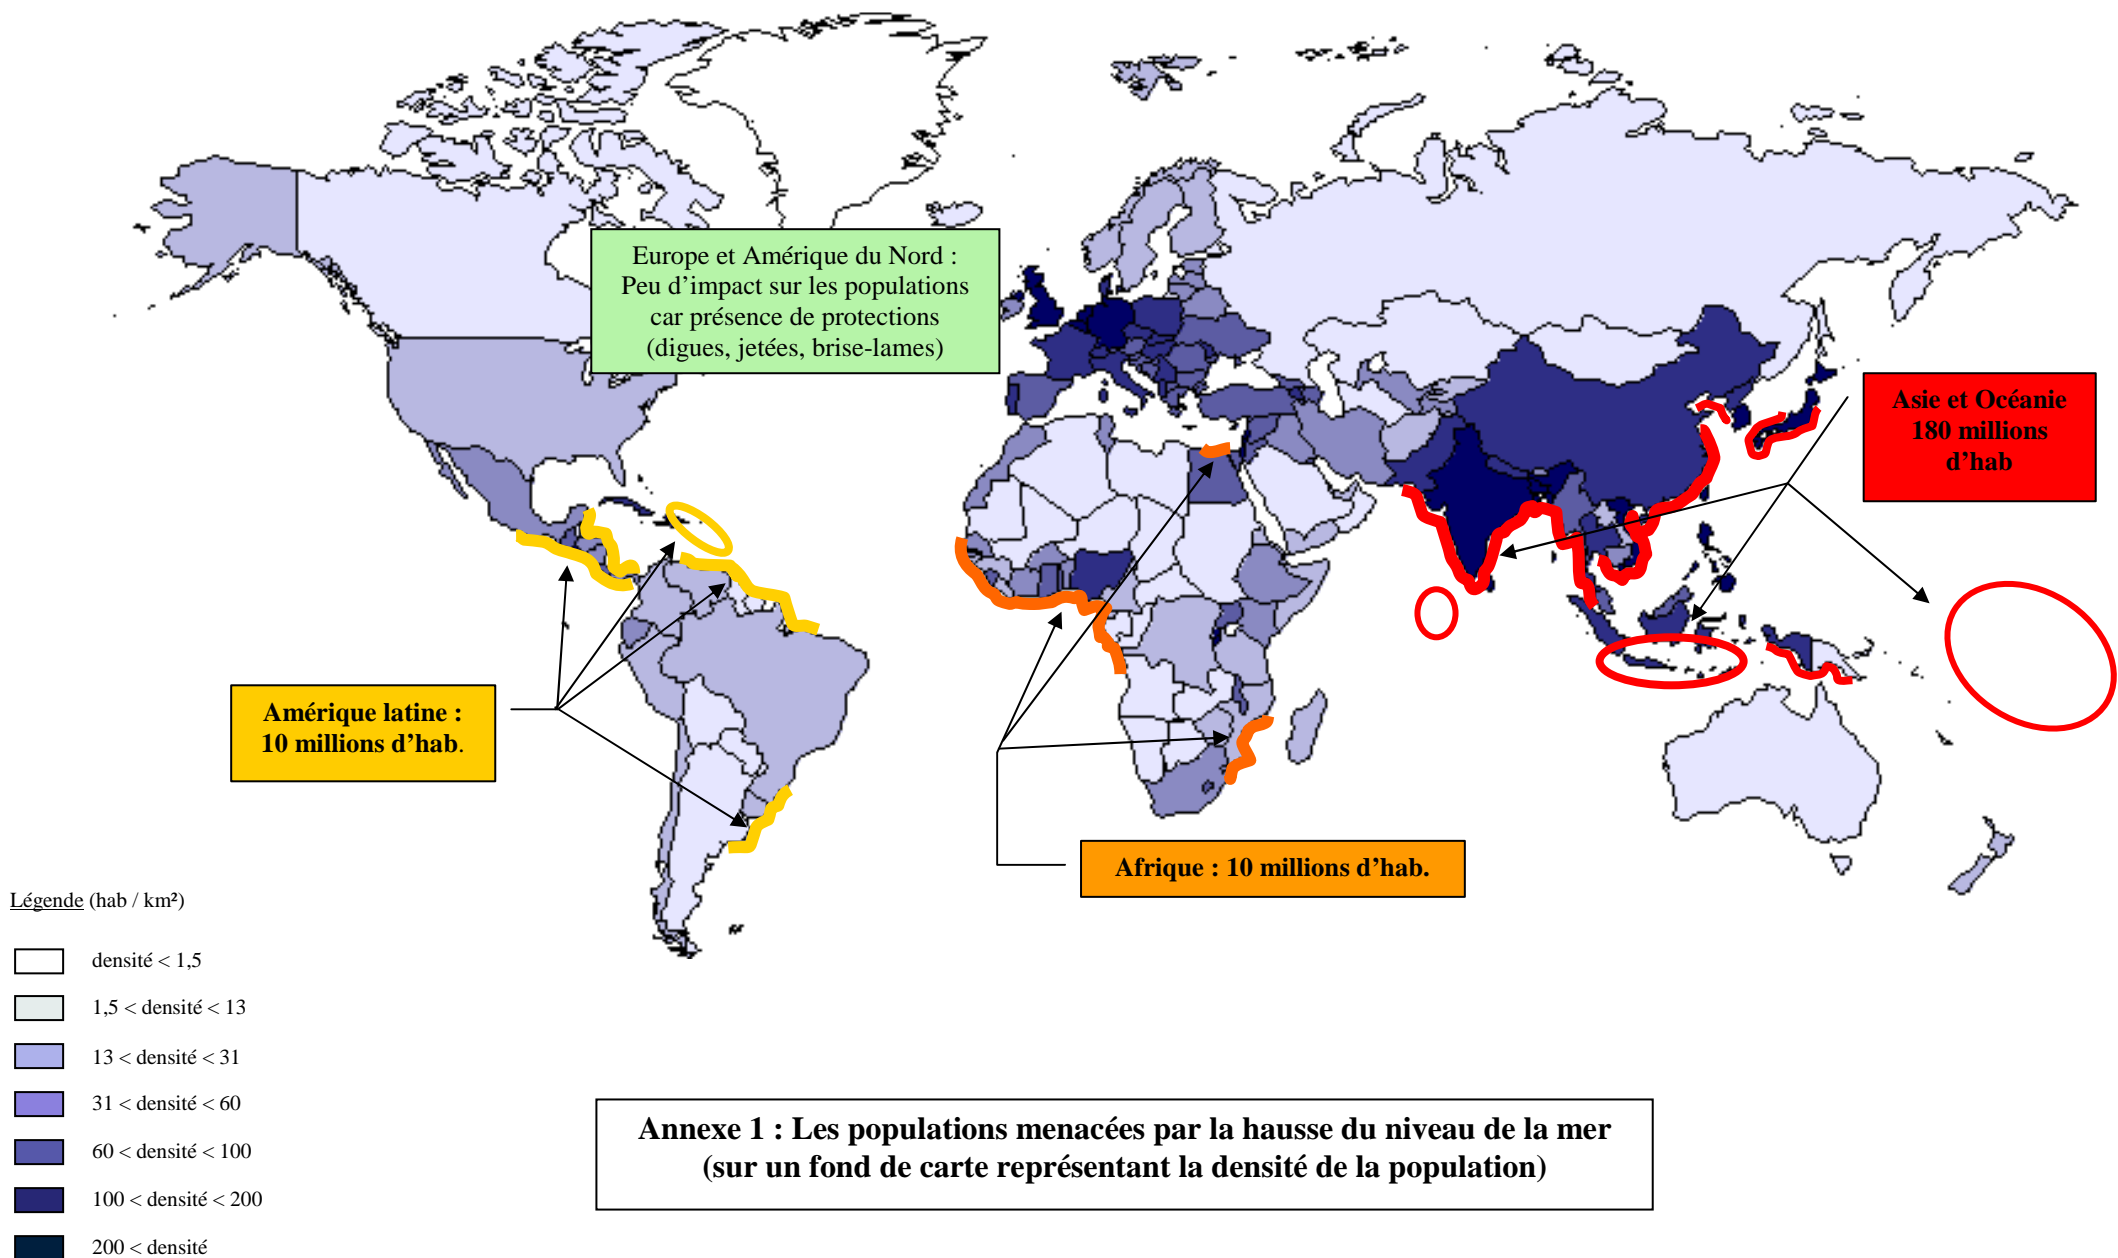 Europe et Amérique du Nord :
Peu d’impact sur les populations
car présence de protections
(digues, jetées, brise-lames)
Asie et Océanie
180 millions
d’hab
Amérique latine :
10 millions d’hab.
Afrique : 10 millions d’hab.
Légende (hab / km²)
densité < 1,5
1,5 < densité < 13
13 < densité < 31
31 < densité < 60
60 < densité < 100
100 < densité < 200
200 < densité
Annexe 1 : Les populations menacées par la hausse du niveau de la mer
(sur un fond de carte représentant la densité de la population)